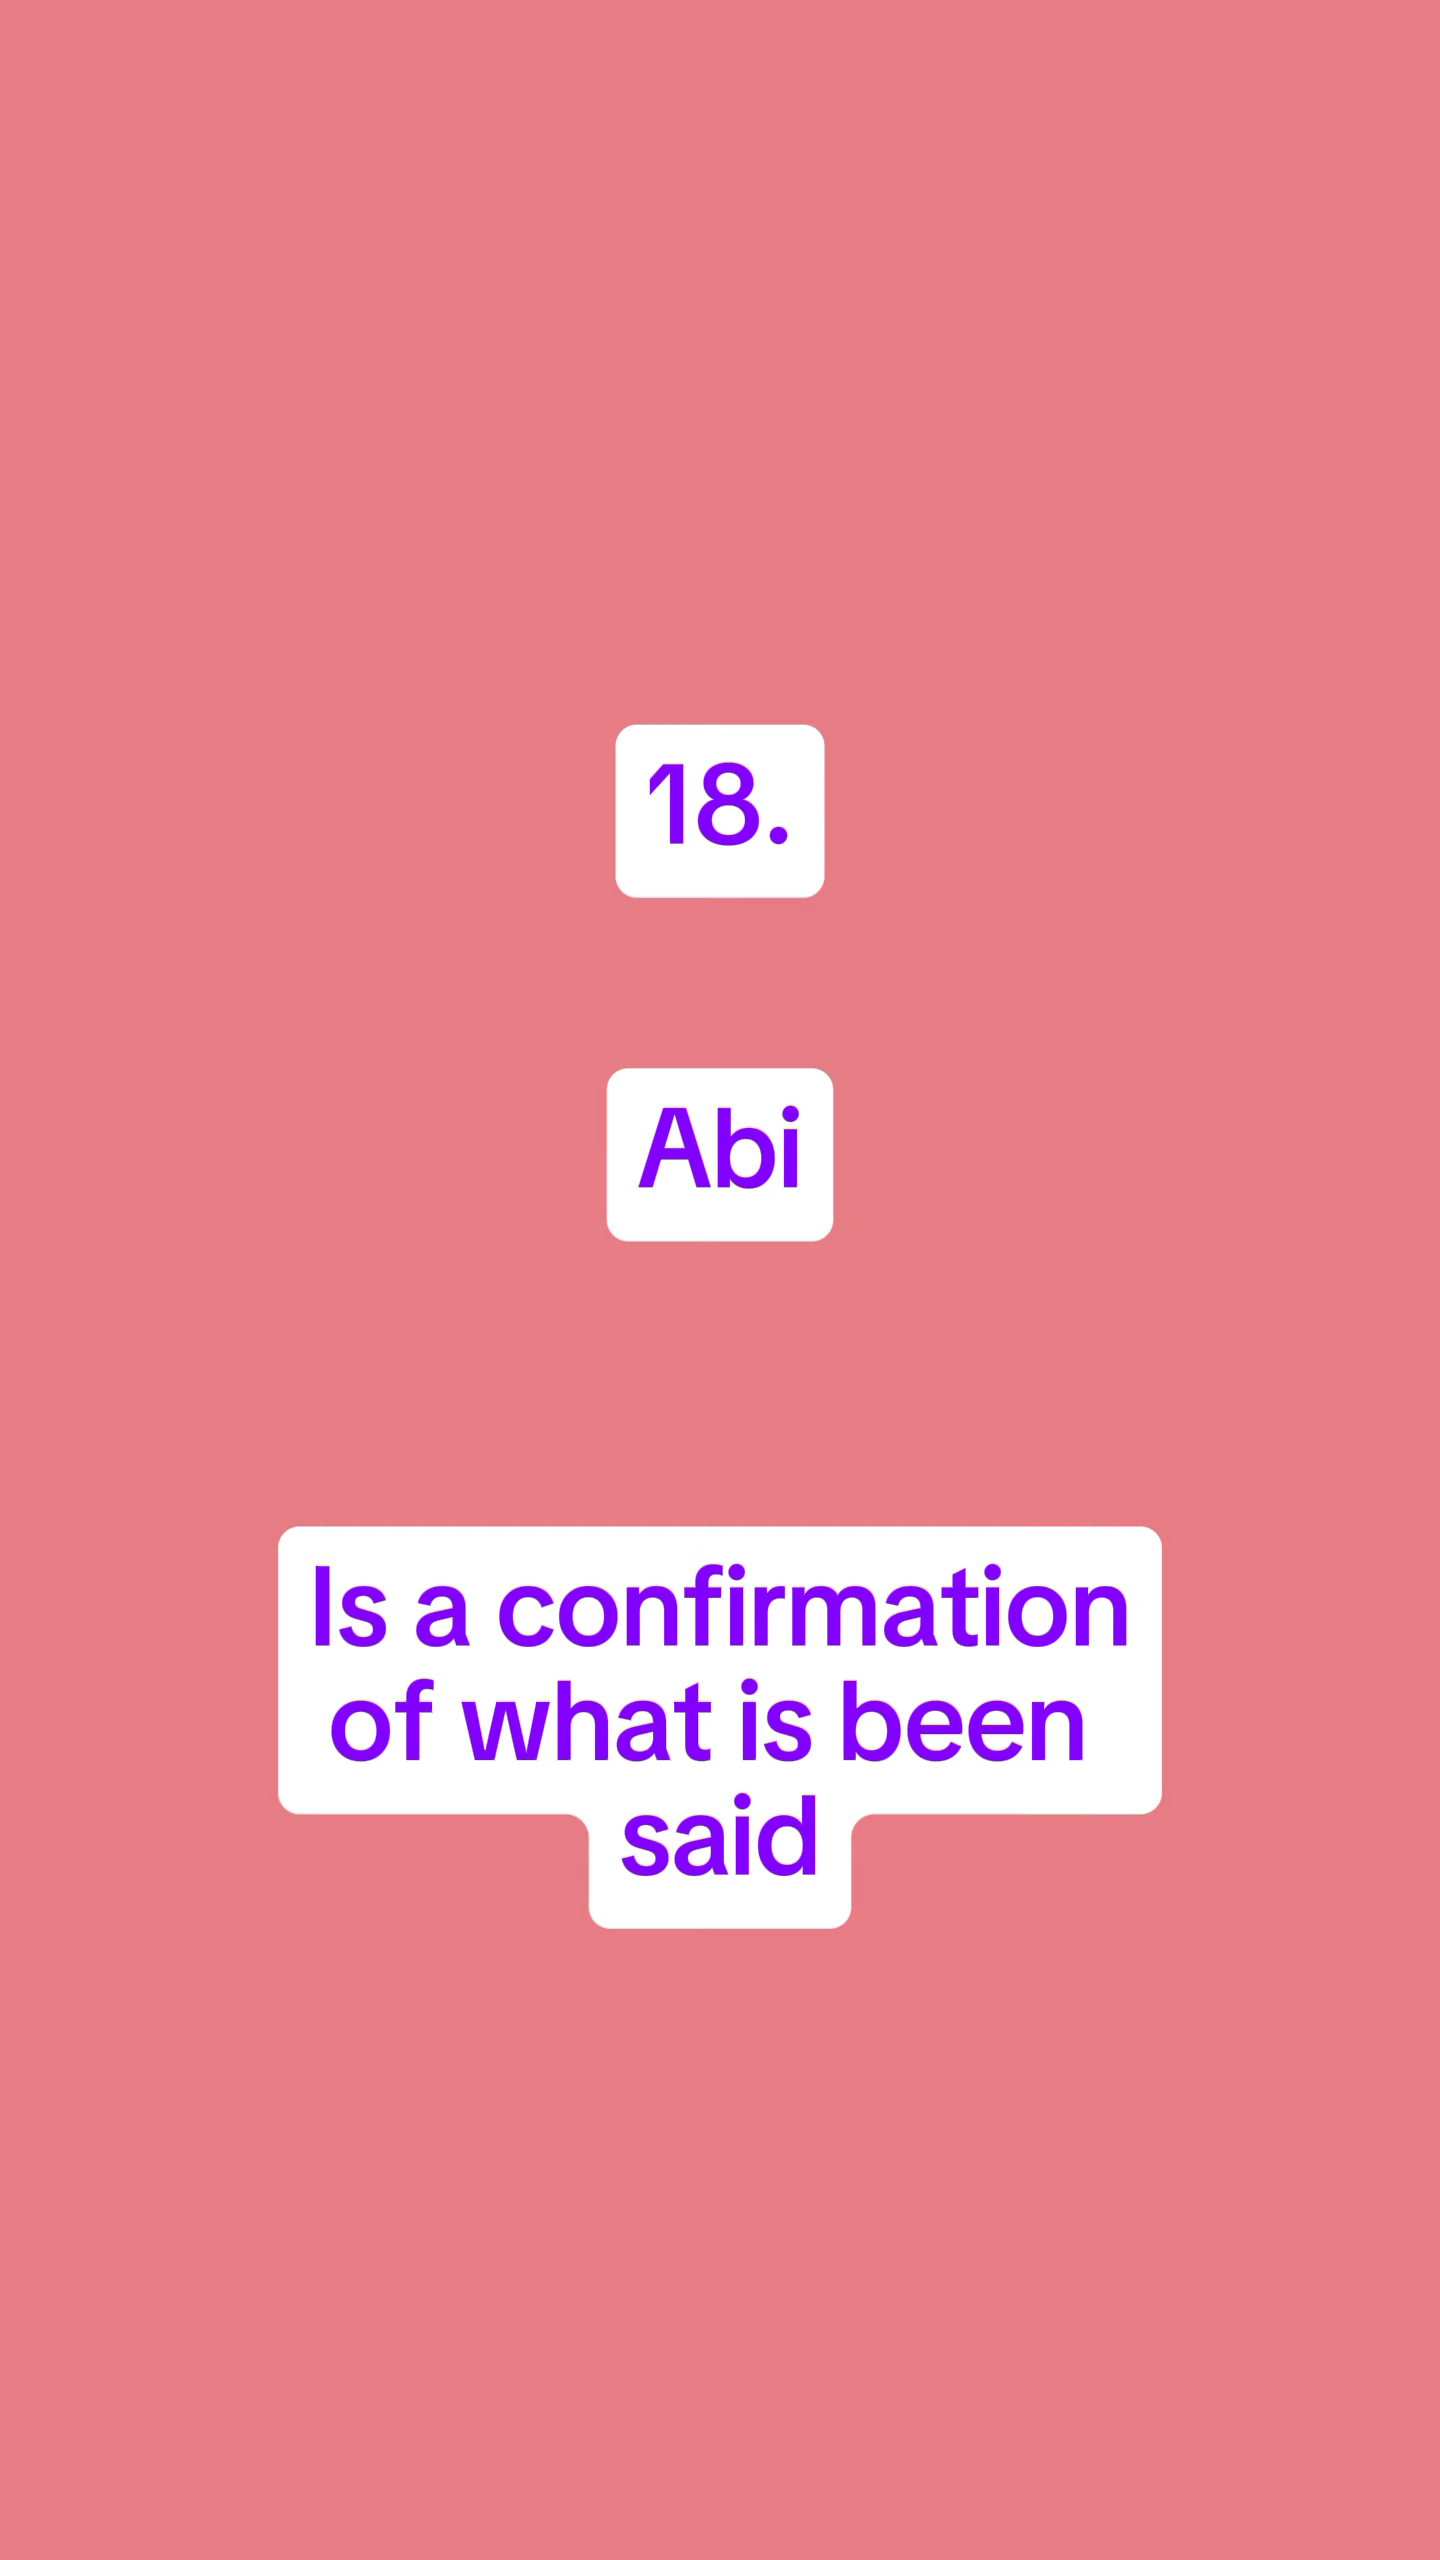 18.
Abi
Is a confirmation
of what is been
said